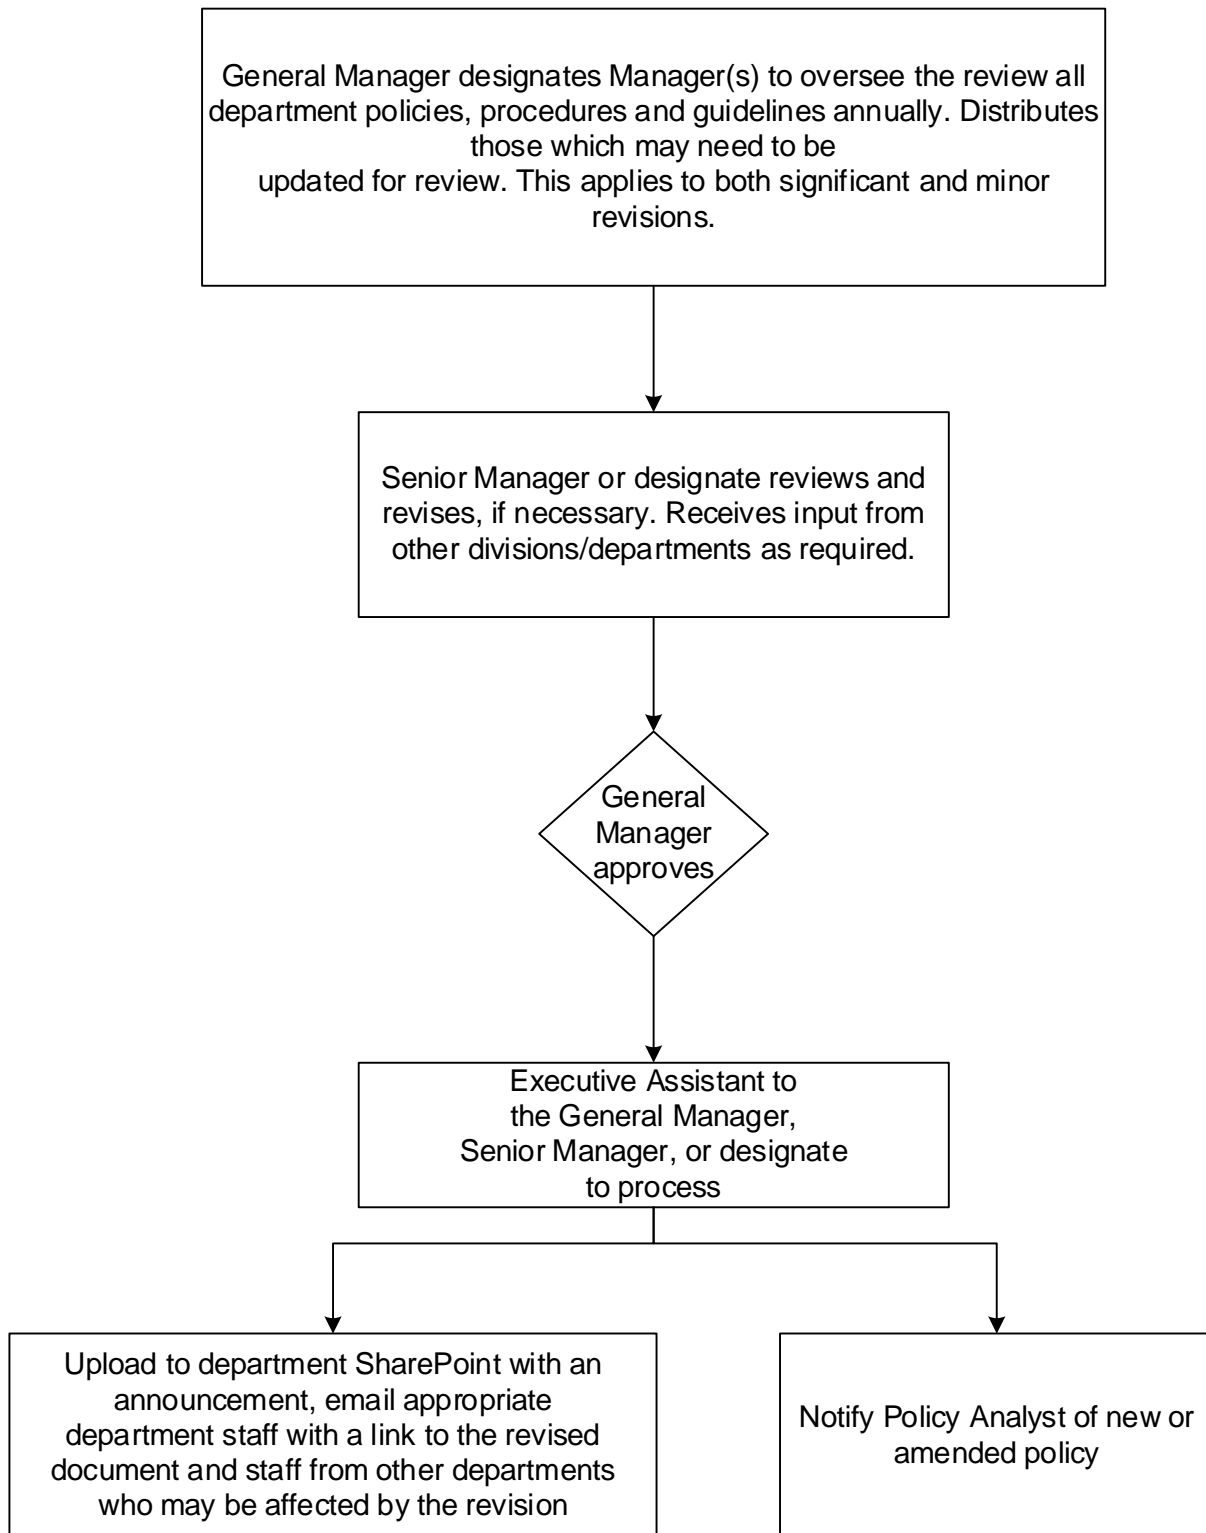 General Manager designates Manager(s) to oversee the review all
department policies, procedures and guidelines annually. Distributes
those which may need to be
updated for review. This applies to both significant and minor
revisions.
Senior Manager or designate reviews and
revises, if necessary. Receives input from
other divisions/departments as required.
General
Manager
approves
Executive Assistant to
the General Manager,
Senior Manager, or designate
to process
Upload to department SharePoint with an
announcement, email appropriate
department staff with a link to the revised
document and staff from other departments
who may be affected by the revision
Notify Policy Analyst of new or
amended policy